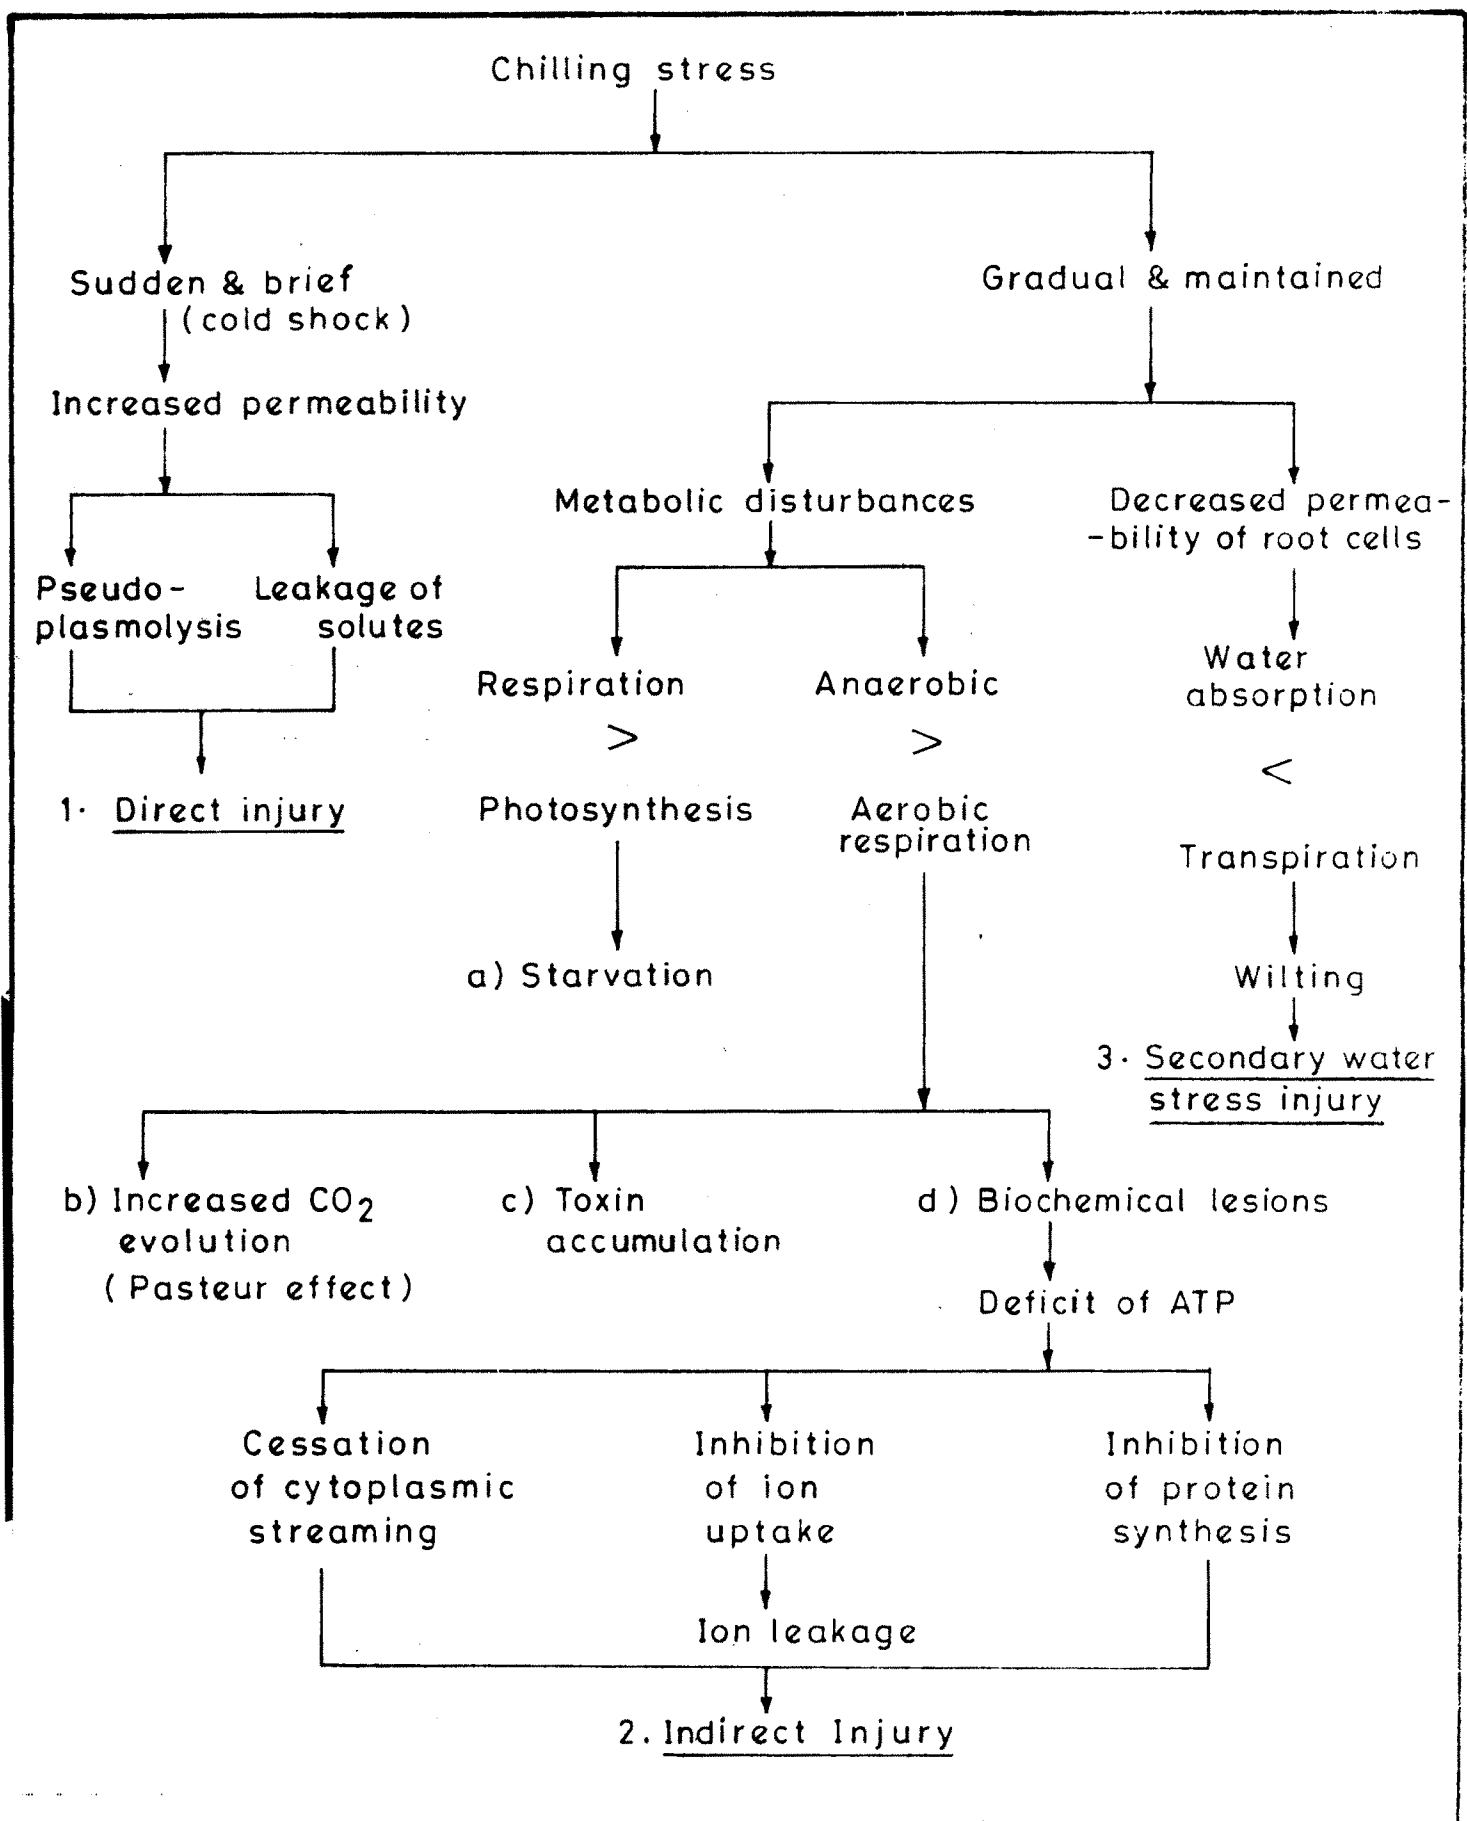 Chilling stress
Sudden & brief
(cold shock)
Gradual & maintained
Increased permeability
Metabolic disturbances
Decreased permea-
-bility of root cells
Pseudo-
plasmolysis
Leakage of
solutes
Respiration
>
Photosynthesis
Anaerobic
>
Aerobic
respiration
Water
absorption
<
Transpiration
1. Direct injury
a) Starvation
Wilting
3. Secondary water
stress injury
b) Increased CO2
evolution
(Pasteur effect)
c) Toxin
accumulation
d) Biochemical lesions
Deficit of ATP
Cessation
of cytoplasmic
streaming
Inhibition
of ion
uptake
Inhibition
of protein
synthesis
Ion leakage
2. Indirect Injury